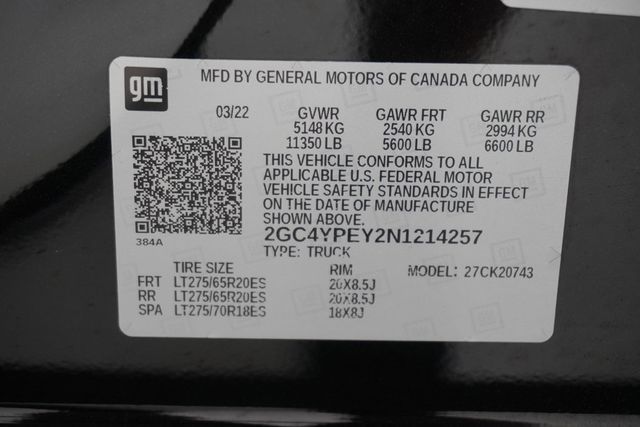 gm
MFD BY GENERAL MOTORS OF CANADA COMPANY
03/22 GVWR GAWR FRT GAWR RR
5148 KG 2540 KG 2994 KG
11350 LB 5600 LB 6600 LB
THIS VEHICLE CONFORMS TO ALL
APPLICABLE U.S. FEDERAL MOTOR
VEHICLE SAFETY STANDARDS IN EFFECT
ON THE DATE OF MANUFACTURE
SHOWN ABOVE.
384A
2GC4YPEY2N1214257
TYPE: TRUCK
TIRE SIZE RIM MODEL: 27CK20743
FRT LT275/65R20ES 20X8.5J
RR LT275/65R20ES 20X8.5J
SPA LT275/70R18ES 18X8J